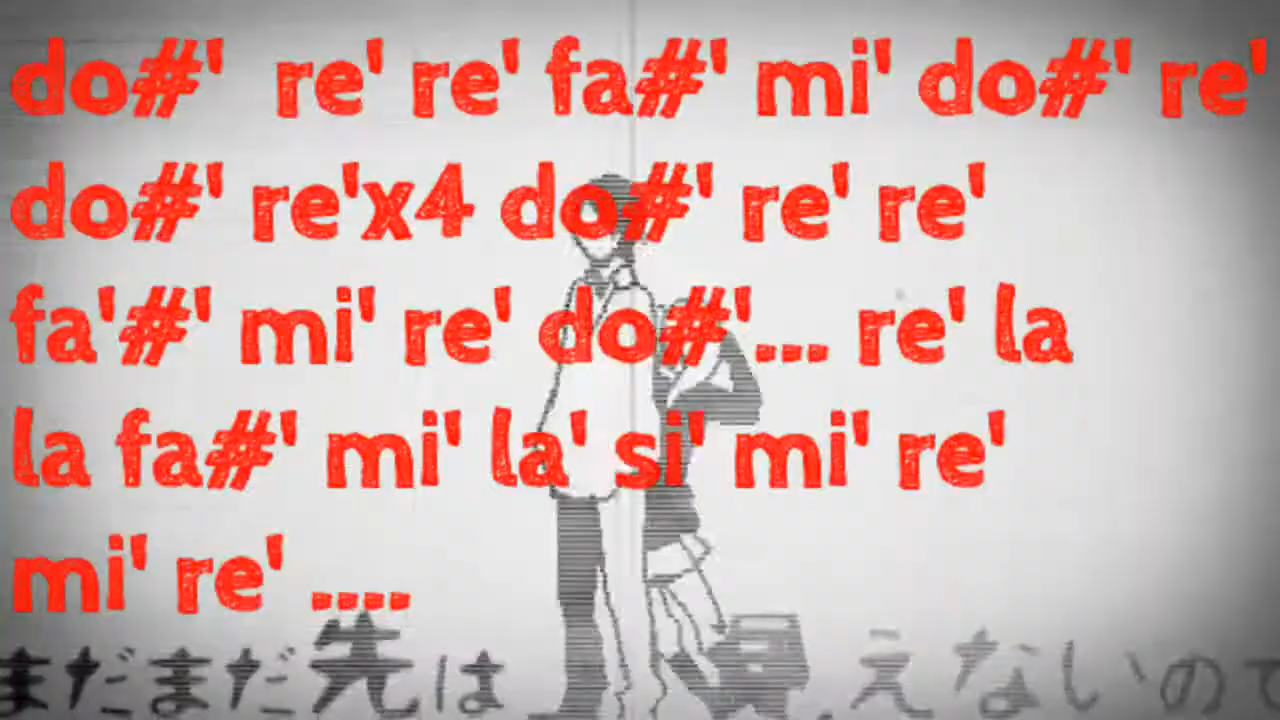 do#' re' re' fa#' mi' do#' re'
do#' re'x4 do#' re' re'
fa'#' mi' re' do#'... re' la
la fa#' mi' la' si' mi' re'
mi' re' ....
まだまだ先は見えないので